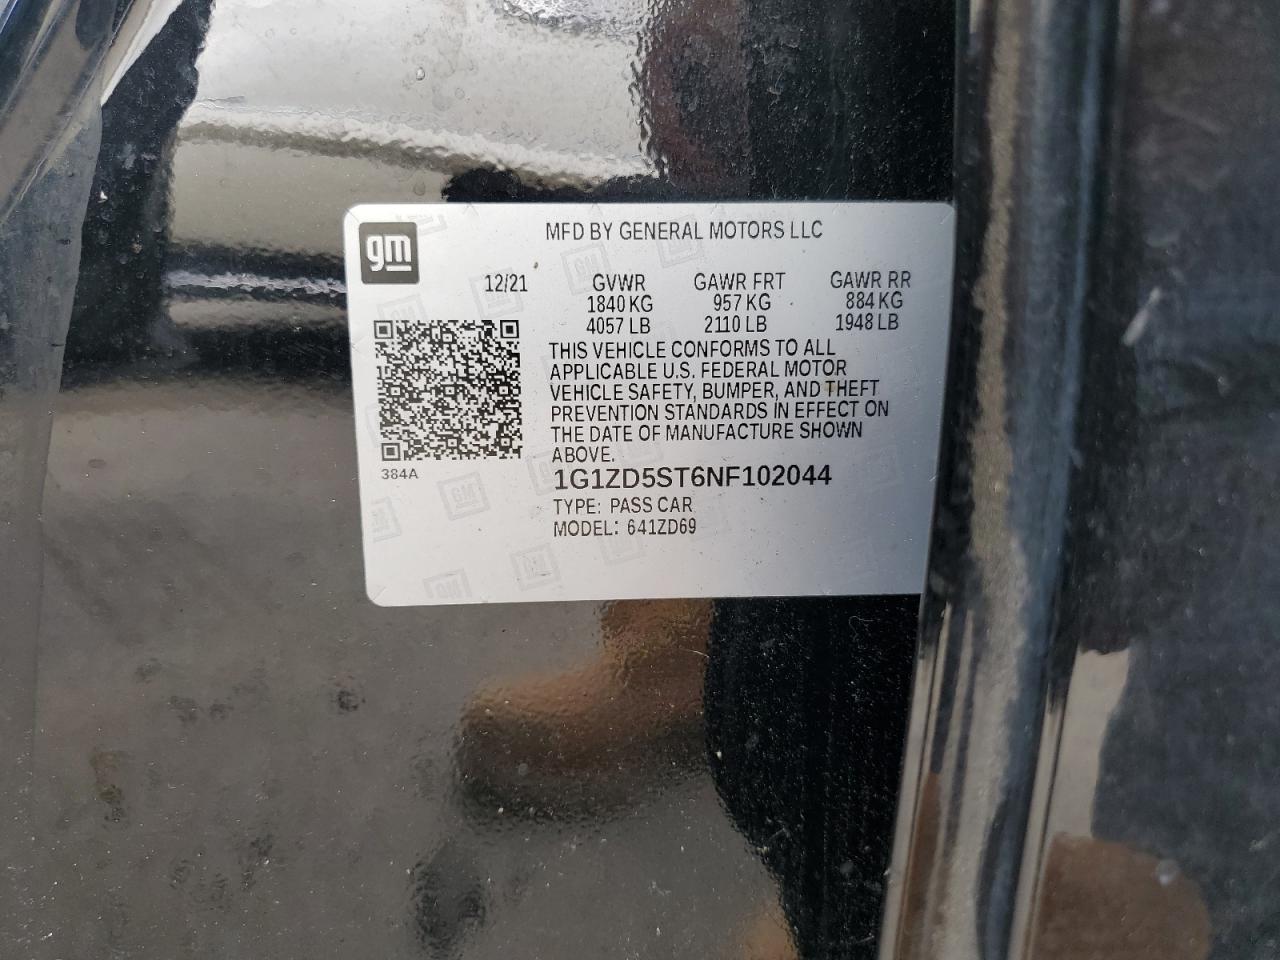 gm
MFD BY GENERAL MOTORS LLC
12/21 GVWR GAWR FRT GAWR RR
1840 KG 957 KG 884 KG
4057 LB 2110 LB 1948 LB
THIS VEHICLE CONFORMS TO ALL
APPLICABLE U.S. FEDERAL MOTOR
VEHICLE SAFETY, BUMPER, AND THEFT
PREVENTION STANDARDS IN EFFECT ON
THE DATE OF MANUFACTURE SHOWN
ABOVE.
384A
1G1ZD5ST6NF102044
TYPE: PASS CAR
MODEL: 641ZD69